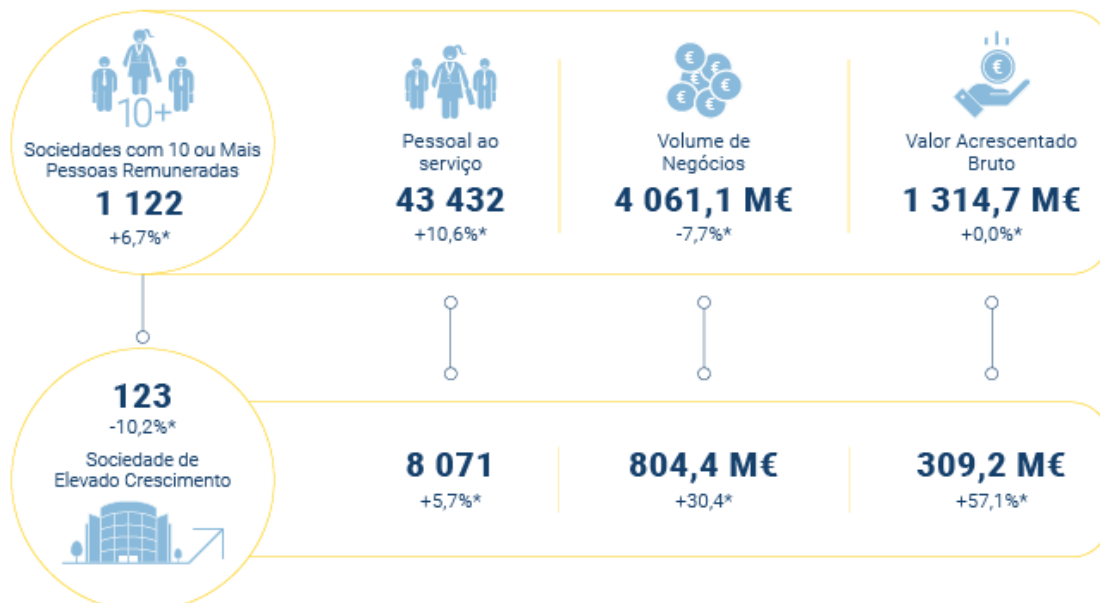 10+
Sociedades com 10 ou Mais
Pessoas Remuneradas
1 122
+6,7%*
Pessoal ao
serviço
43 432
+10,6%*
€ € € € €
Volume de
Negócios
4 061,1 M€
-7,7%*
€
Valor Acrescentado
Bruto
1 314,7 M€
+0,0%*
123
-10,2%*
Sociedade de
Elevado Crescimento
8 071
+5,7%*
804,4 M€
+30,4*
309,2 M€
+57,1%*